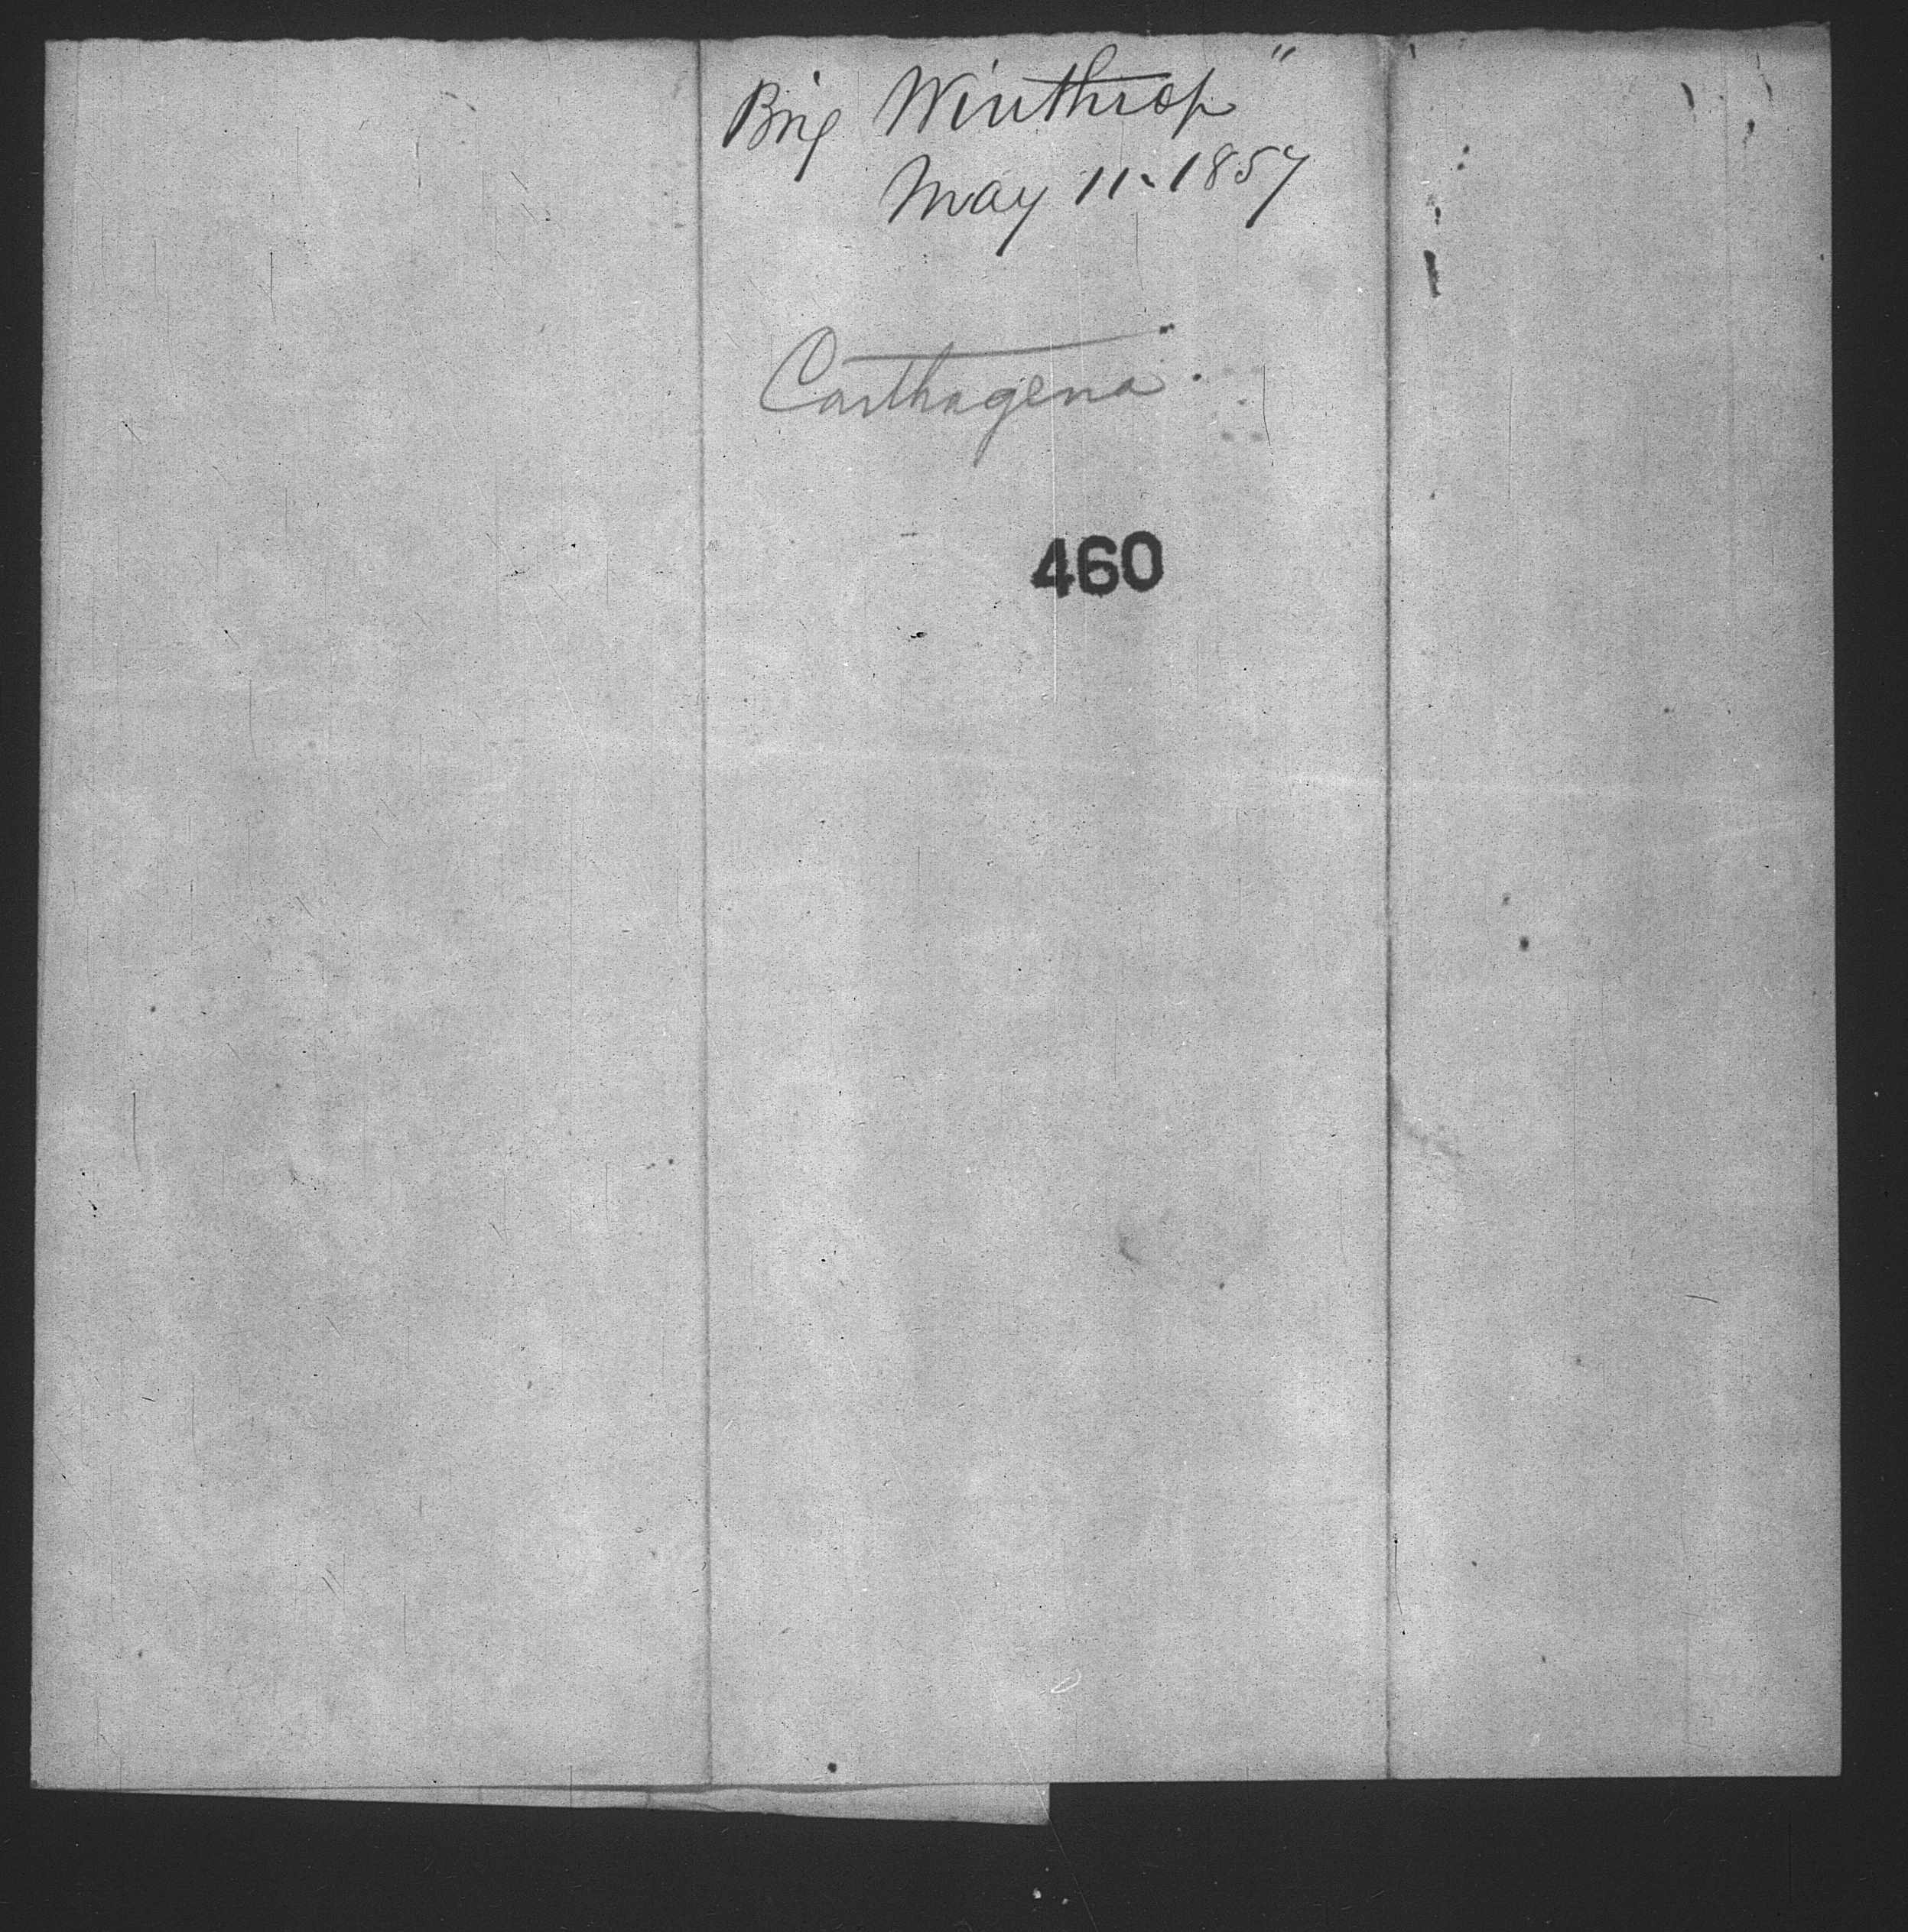 Brig "Winthrop"
May 11-1857
Carthagena.
460